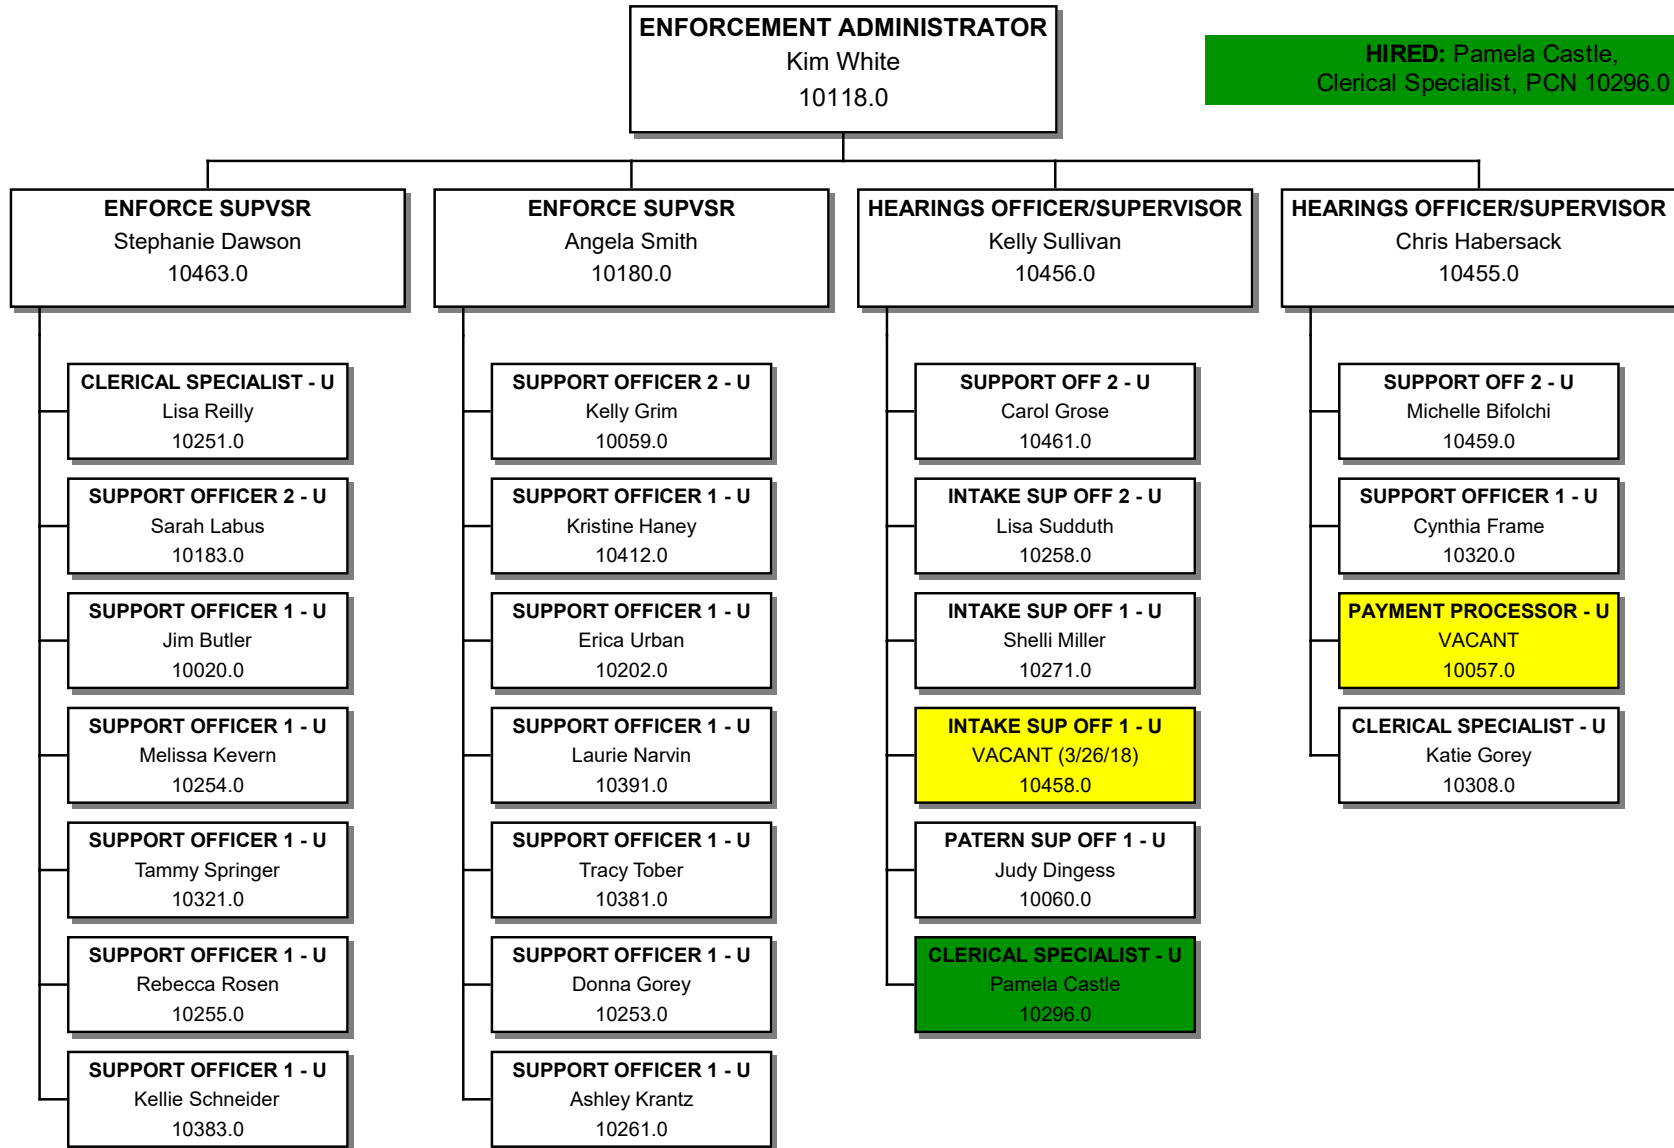 ENFORCEMENT ADMINISTRATOR
Kim White
10118.0
HIRED: Pamela Castle,
Clerical Specialist, PCN 10296.0
ENFORCE SUPVSR
Stephanie Dawson
10463.0
ENFORCE SUPVSR
Angela Smith
10180.0
HEARINGS OFFICER/SUPERVISOR
Kelly Sullivan
10456.0
HEARINGS OFFICER/SUPERVISOR
Chris Habersack
10455.0
CLERICAL SPECIALIST - U
Lisa Reilly
10251.0
SUPPORT OFFICER 2 - U
Sarah Labus
10183.0
SUPPORT OFFICER 1 - U
Jim Butler
10020.0
SUPPORT OFFICER 1 - U
Melissa Kevern
10254.0
SUPPORT OFFICER 1 - U
Tammy Springer
10321.0
SUPPORT OFFICER 1 - U
Rebecca Rosen
10255.0
SUPPORT OFFICER 1 - U
Kellie Schneider
10383.0
SUPPORT OFFICER 2 - U
Kelly Grim
10059.0
SUPPORT OFFICER 1 - U
Kristine Haney
10412.0
SUPPORT OFFICER 1 - U
Erica Urban
10202.0
SUPPORT OFFICER 1 - U
Laurie Narvin
10391.0
SUPPORT OFFICER 1 - U
Tracy Tober
10381.0
SUPPORT OFFICER 1 - U
Donna Gorey
10253.0
SUPPORT OFFICER 1 - U
Ashley Krantz
10261.0
SUPPORT OFF 2 - U
Carol Grose
10461.0
INTAKE SUP OFF 2 - U
Lisa Sudduth
10258.0
INTAKE SUP OFF 1 - U
Shelli Miller
10271.0
INTAKE SUP OFF 1 - U
VACANT (3/26/18)
10458.0
PATERN SUP OFF 1 - U
Judy Dingess
10060.0
CLERICAL SPECIALIST - U
Pamela Castle
10296.0
SUPPORT OFF 2 - U
Michelle Bifolchi
10459.0
SUPPORT OFFICER 1 - U
Cynthia Frame
10320.0
PAYMENT PROCESSOR - U
VACANT
10057.0
CLERICAL SPECIALIST - U
Katie Gorey
10308.0